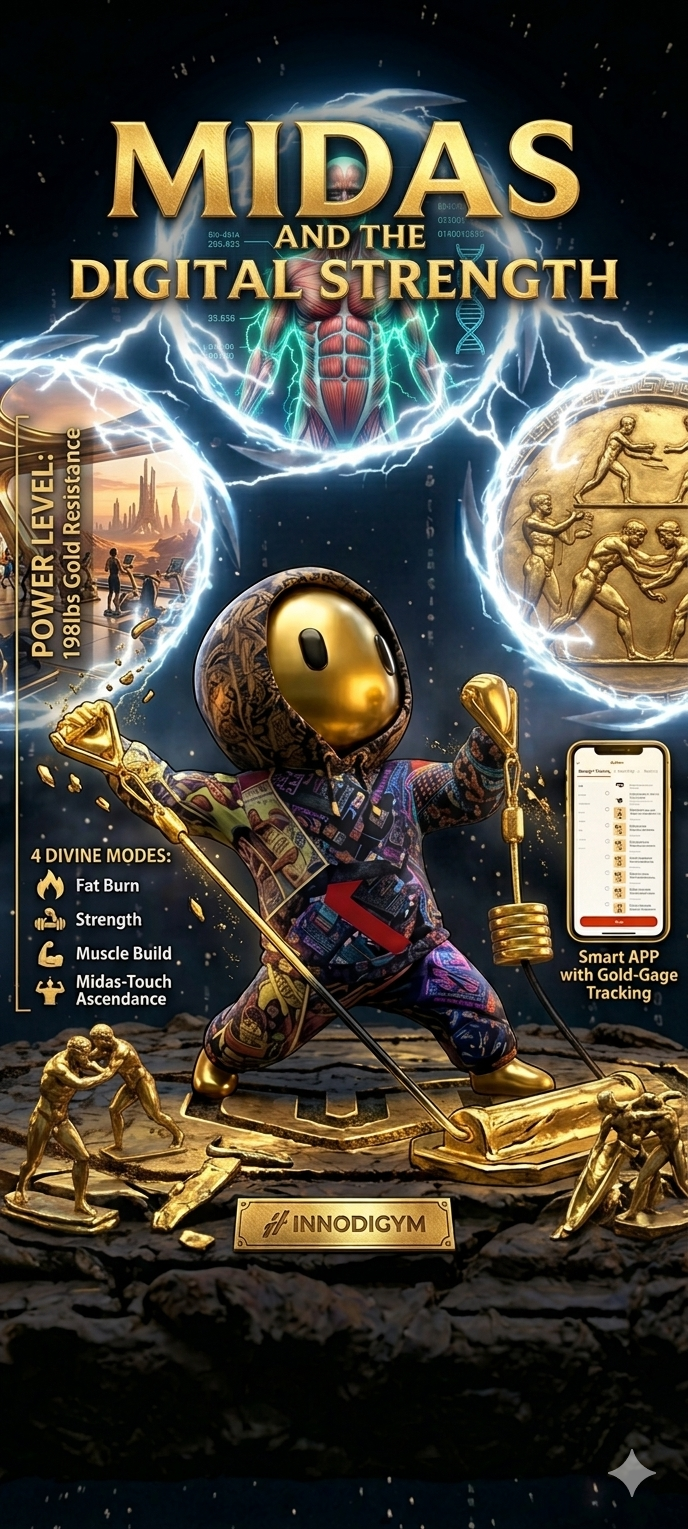 MIDAS
AND THE
DIGITAL STRENGTH
POWER LEVEL:
198lbs Gold Resistance
4 DIVINE MODES:
Fat Burn
Strength
Muscle Build
Midas-Touch
Ascendance
Smart APP
with Gold-Gage
Tracking
INNODIGYM